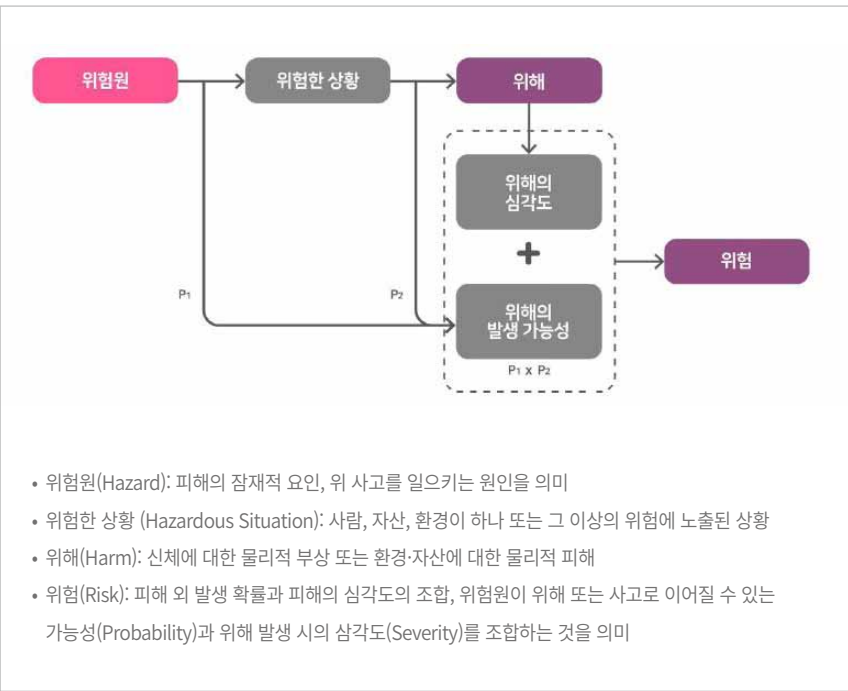 위험원
위험한 상황
위해
위해의
심각도
+
위험
P1
P2
위해의
발생 가능성
P1 x P2
• 위험원(Hazard): 피해의 잠재적 요인, 위 사고를 일으키는 원인을 의미
• 위험한 상황 (Hazardous Situation): 사람, 자산, 환경이 하나 또는 그 이상의 위험에 노출된 상황
• 위해(Harm): 신체에 대한 물리적 부상 또는 환경·자산에 대한 물리적 피해
• 위험(Risk): 피해 외 발생 확률과 피해의 심각도의 조합, 위험원이 위해 또는 사고로 이어질 수 있는
가능성(Probability)과 위해 발생 시의 삼각도(Severity)를 조합하는 것을 의미